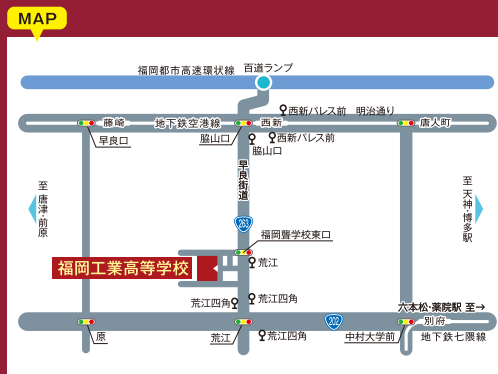 MAP
福岡都市高速環状線
百道ランプ
西新パレス前
明治通り
藤崎
地下鉄空港線
西新
唐人町
早良口
脇山口
西新パレス前
脇山口
早良街道
至 唐津・前原
至 天神・博多駅
263
福岡聾学校東口
福岡工業高等学校
荒江
荒江四角
荒江四角
六本松・薬院駅 至→
202
別府
原
荒江
荒江四角
中村大学前
地下鉄七隈線